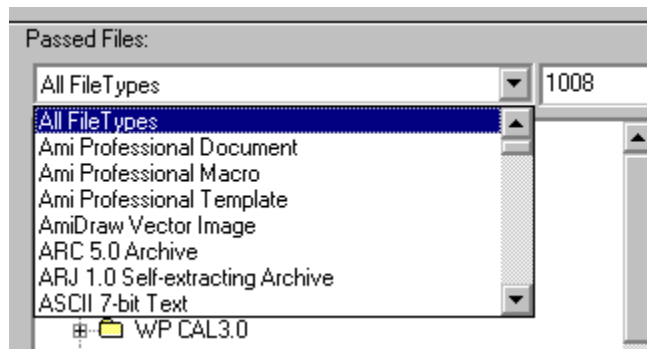 Passed Files:
All FileTypes 1008
All FileTypes
Ami Professional Document
Ami Professional Macro
Ami Professional Template
AmiDraw Vector Image
ARC 5.0 Archive
ARJ 1.0 Self-extracting Archive
ASCII 7-bit Text
WP CAL3.0